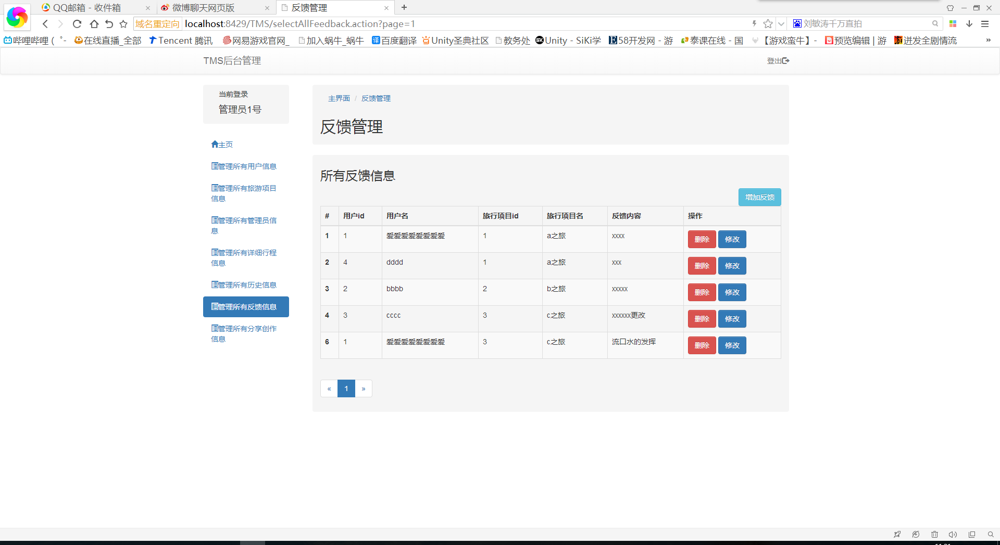 QQ邮箱 - 收件箱
微博聊天网页版
反馈管理
域名重定向 localhost:8429/TMS/selectAllFeedback.action?page=1
刘敏涛千万直拍
哔哩哔哩 ( ゜-
在线直播_全部
Tencent 腾讯
网易游戏官网_
加入蜗牛_蜗牛
百度翻译
Unity圣典社区
教务处
Unity - SiKi学
58开发网 - 游
泰课在线 - 国
【游戏蛮牛】 -
预览编辑 | 游
迸发全剧情流
»
TMS后台管理
登出
当前登录
管理员1号
主页
管理所有用户信息
管理所有旅游项目
信息
管理所有管理员信
息
管理所有详细行程
信息
管理所有历史信息
管理所有反馈信息
管理所有分享创作
信息
主界面 / 反馈管理
反馈管理
所有反馈信息
增加反馈
# 用户id 用户名 旅行项目id 旅行项目名 反馈内容 操作
1 1 爱爱爱爱爱爱爱爱 1 a之旅 xxxx 删除 修改
2 4 dddd 1 a之旅 xxx 删除 修改
3 2 bbbb 2 b之旅 xxxxx 删除 修改
4 3 cccc 3 c之旅 xxxxxx更改 删除 修改
6 1 爱爱爱爱爱爱爱爱 3 c之旅 流口水的发挥 删除 修改
« 1 »